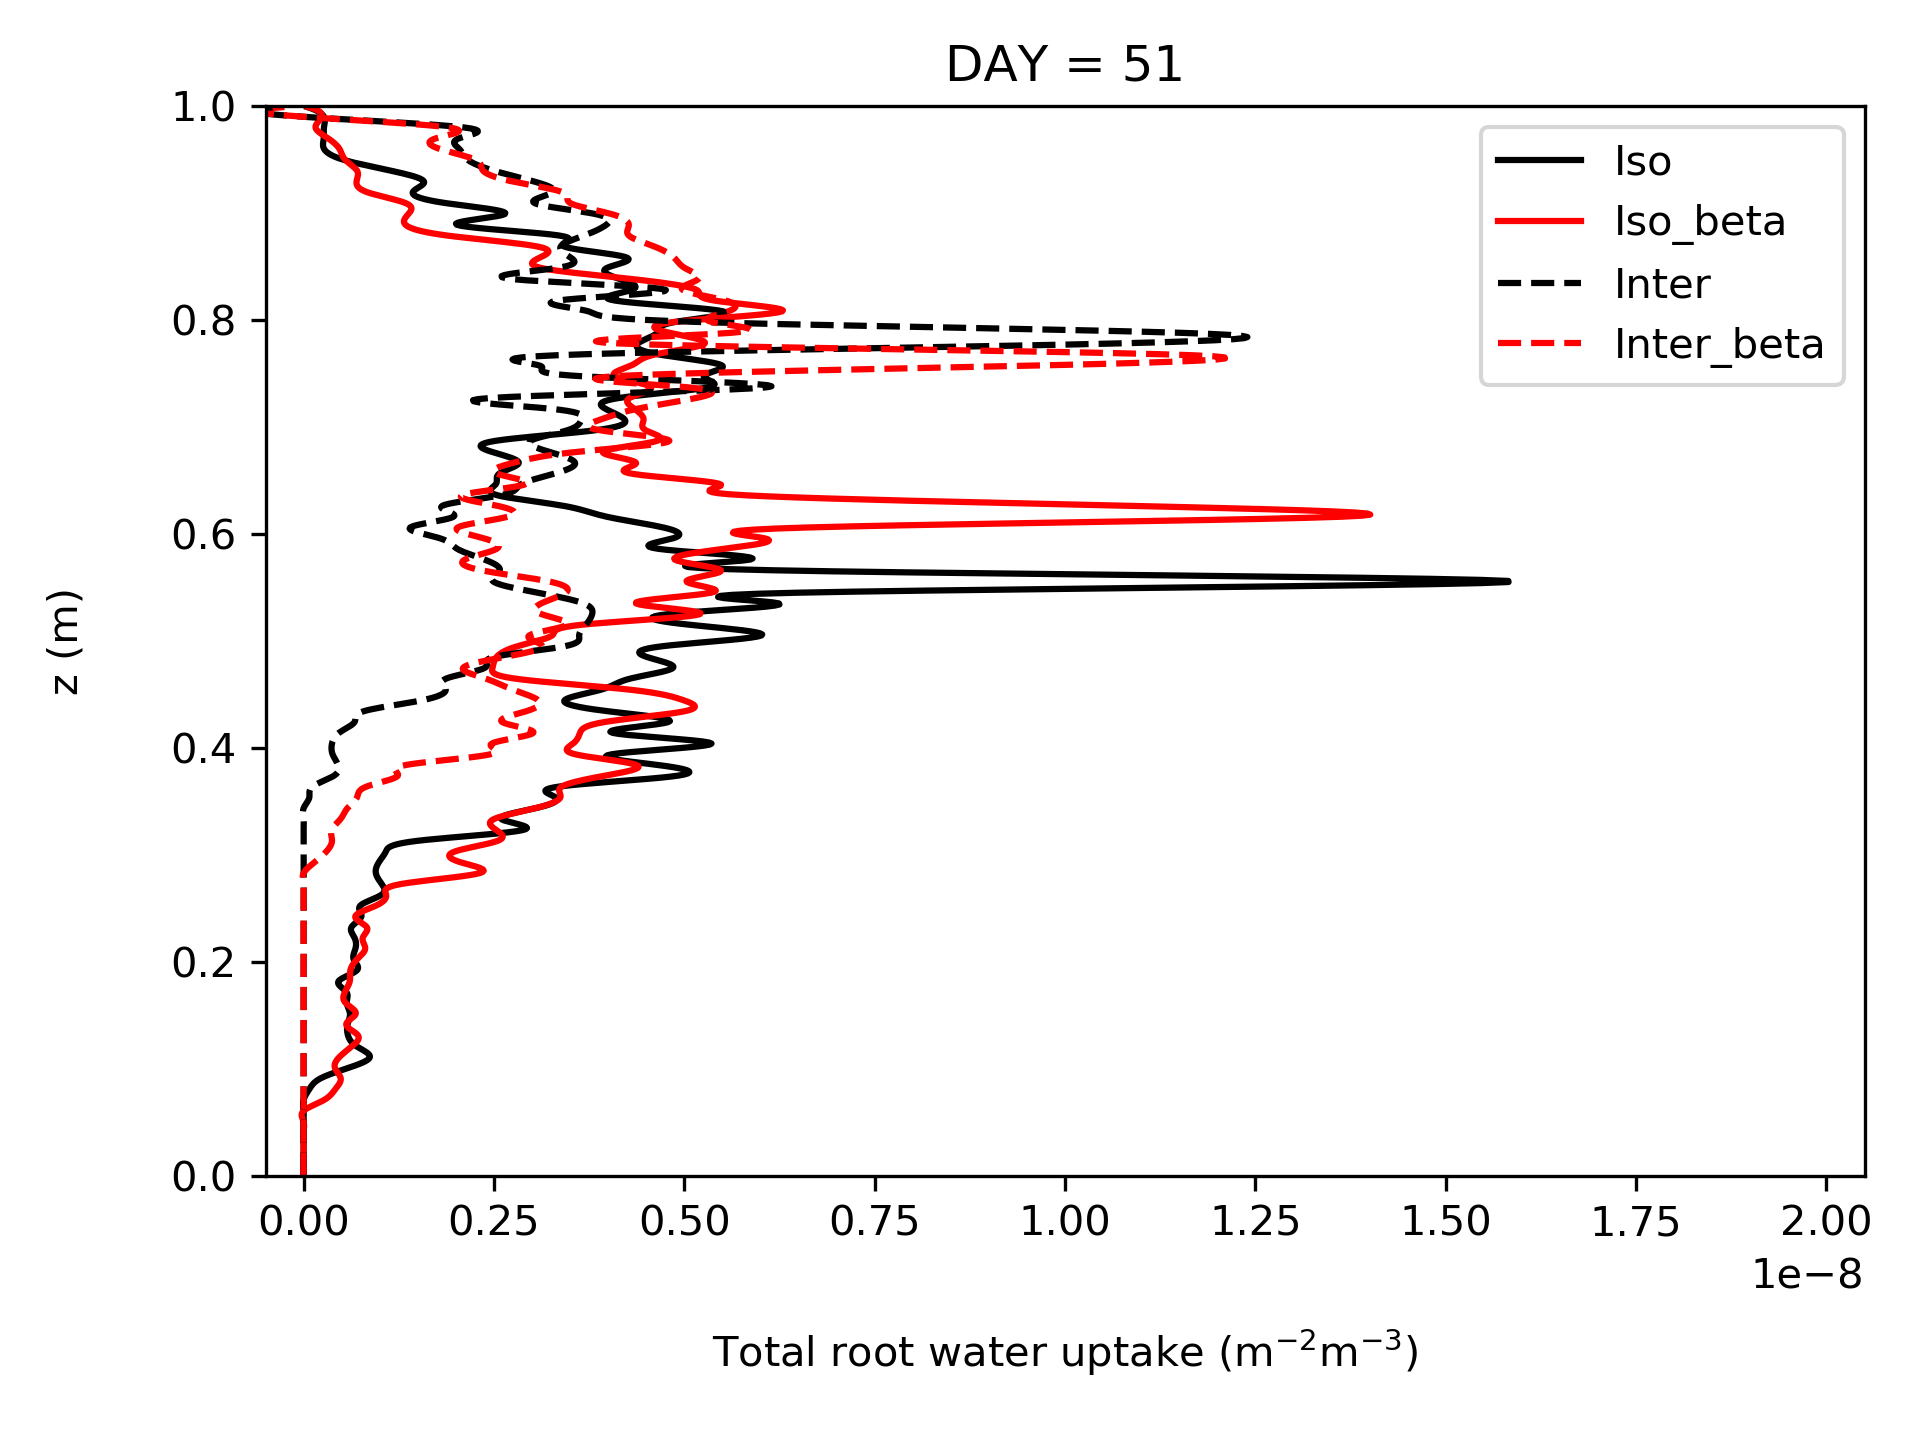 DAY = 51
Iso
Iso_beta
Inter
Inter_beta
z (m)
1.0
0.8
0.6
0.4
0.2
0.0
0.00 0.25 0.50 0.75 1.00 1.25 1.50 1.75 2.00
1e−8
Total root water uptake (m⁻²m⁻³)